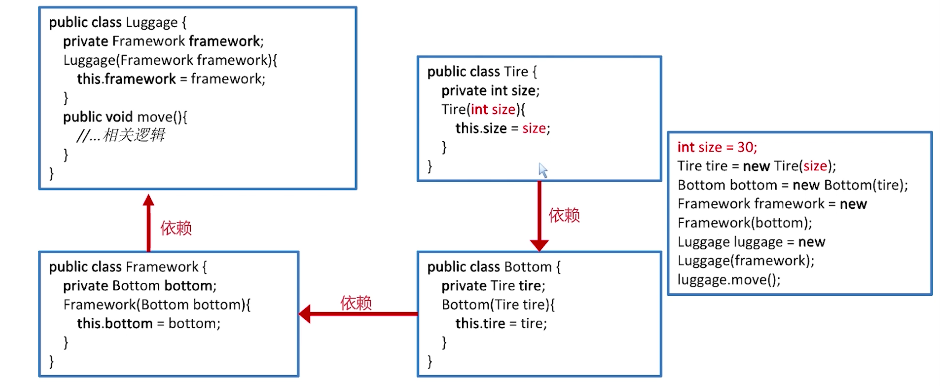 public class Luggage {
private Framework framework;
Luggage(Framework framework){
this.framework = framework;
}
public void move(){
//...相关逻辑
}
}
依赖
public class Framework {
private Bottom bottom;
Framework(Bottom bottom){
this.bottom = bottom;
}
}
依赖
public class Tire {
private int size;
Tire(int size){
this.size = size;
}
}
依赖
public class Bottom {
private Tire tire;
Bottom(Tire tire){
this.tire = tire;
}
}
int size = 30;
Tire tire = new Tire(size);
Bottom bottom = new Bottom(tire);
Framework framework = new
Framework(bottom);
Luggage luggage = new
Luggage(framework);
luggage.move();